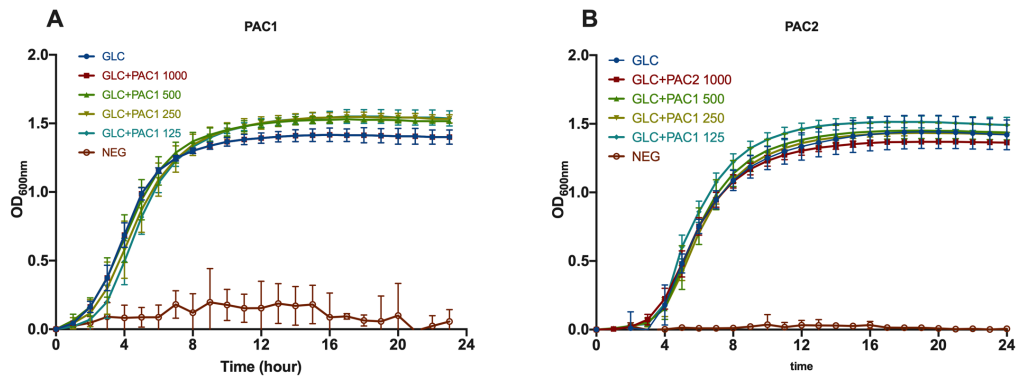 A
PAC1
GLC
GLC+PAC1 1000
GLC+PAC1 500
GLC+PAC1 250
GLC+PAC1 125
NEG
OD600nm
2.0
1.5
1.0
0.5
0.0
0 4 8 12 16 20 24
Time (hour)
B
PAC2
GLC
GLC+PAC2 1000
GLC+PAC1 500
GLC+PAC1 250
GLC+PAC1 125
NEG
OD600nm
2.0
1.5
1.0
0.5
0.0
0 4 8 12 16 20 24
time